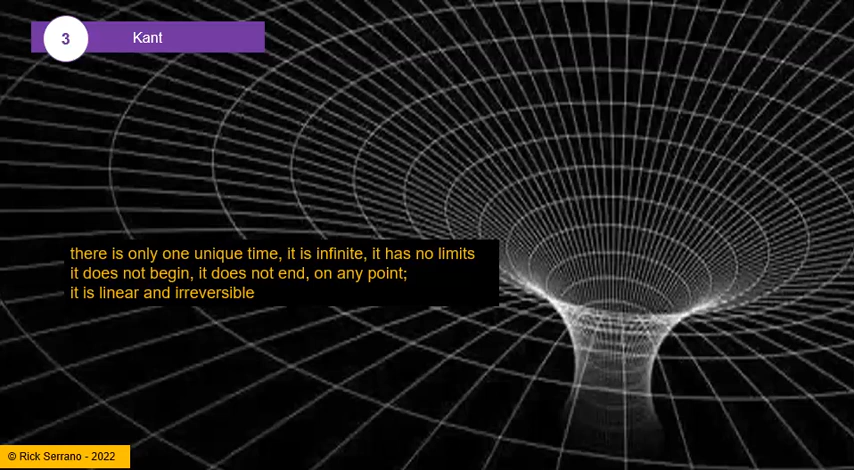 3
Kant
there is only one unique time, it is infinite, it has no limits
it does not begin, it does not end, on any point;
it is linear and irreversible
© Rick Serrano - 2022